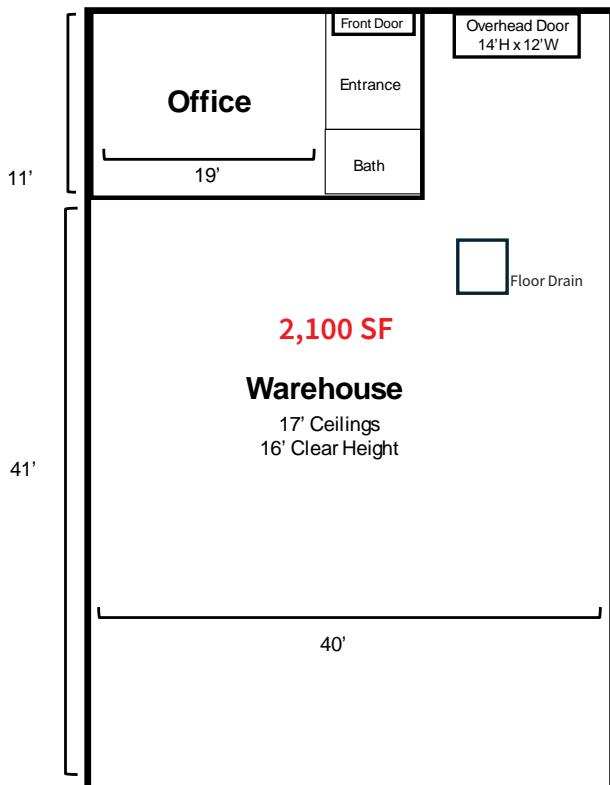 Front Door
Overhead Door
14'H x 12'W
Office
Entrance
Bath
19’
11’
Floor Drain
2,100 SF
Warehouse
17’ Ceilings
16’ Clear Height
41’
40’